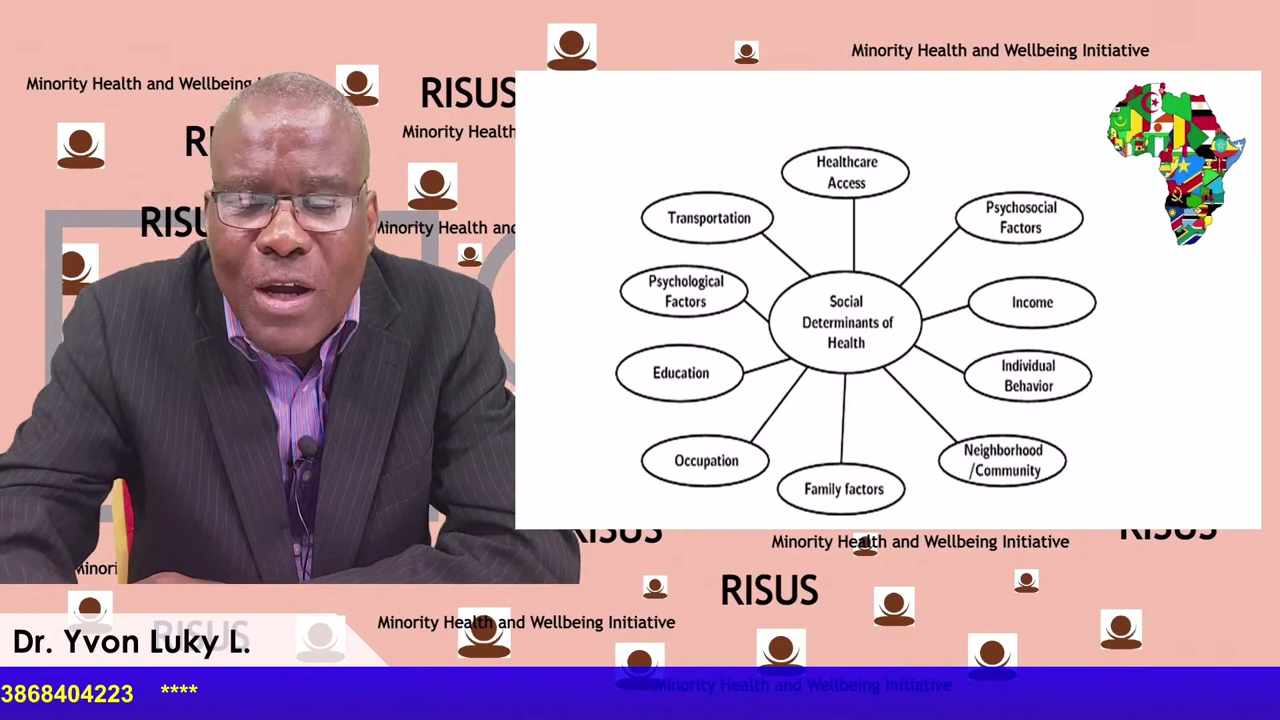 Minority Health and Wellbeing Initiative
Minority Health and Wellbeing
RISUS
Minority Health
RISU
Minority Health and
Healthcare
Access
Transportation
Psychosocial
Factors
Psychological
Factors
Social
Determinants of
Health
Income
Education
Individual
Behavior
Occupation
Neighborhood
/Community
Family factors
RISUS
RISUS
Minority Health and Wellbeing Initiative
RISUS
Minority Health and Wellbeing Initiative
RISUS
Dr. Yvon Luky L.
Minority Health and Wellbeing Initiative
3868404223 ****